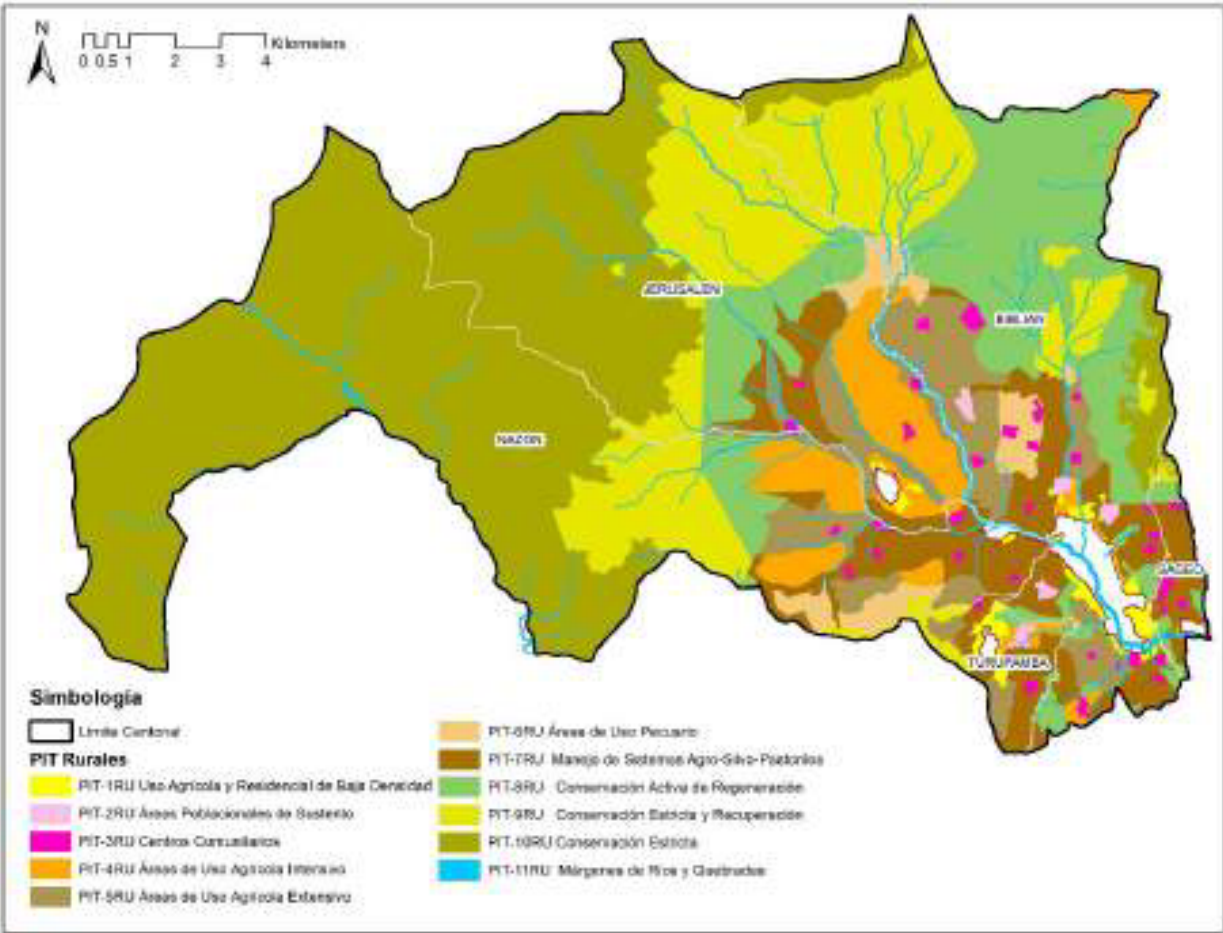 N
Kilometers
0 0.5 1 2 3 4
JERUSALEN
BIBLIAN
NAZON
SAGEO
TURUPAMBA
Simbología
Límite Cantonal
PIT Rurales
PIT-1RU Uso Agrícola y Residencial de Baja Densidad
PIT-2RU Áreas Poblacionales de Sustento
PIT-3RU Centros Comunitarios
PIT-4RU Áreas de Uso Agrícola Intensivo
PIT-5RU Áreas de Uso Agrícola Extensivo
PIT-6RU Áreas de Uso Pecuario
PIT-7RU Manejo de Sistemas Agro-Silvo-Pastoriles
PIT-8RU Conservación Activa de Regeneración
PIT-9RU Conservación Estricta y Recuperación
PIT-10RU Conservación Estricta
PIT-11RU Márgenes de Ríos y Quebradas